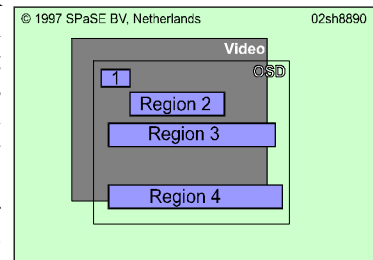 © 1997 SPaSE BV, Netherlands 02sh8890
Video
OSD
1
Region 2
Region 3
Region 4